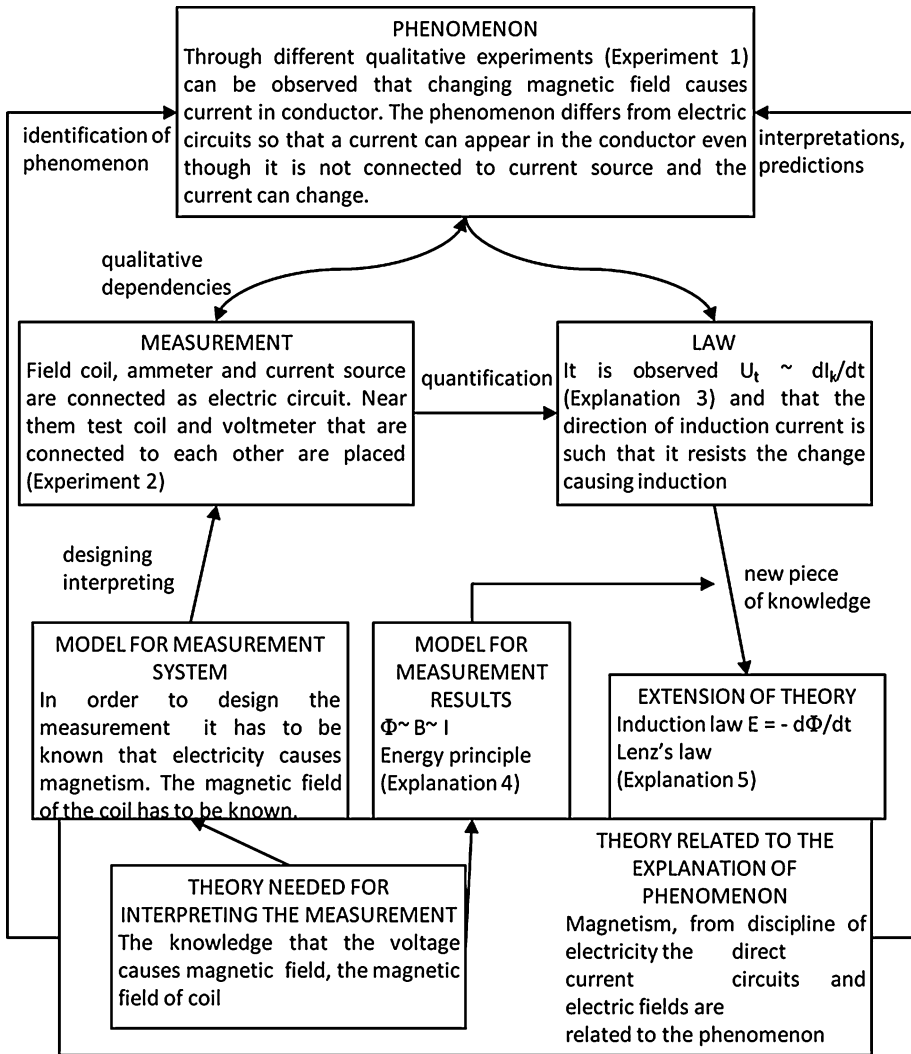 PHENOMENON
Through different qualitative experiments (Experiment 1)
can be observed that changing magnetic field causes
current in conductor. The phenomenon differs from electric
circuits so that a current can appear in the conductor even
though it is not connected to current source and the
current can change.
identification of
phenomenon
interpretations,
predictions
qualitative
dependencies
MEASUREMENT
Field coil, ammeter and current source
are connected as electric circuit. Near
them test coil and voltmeter that are
connected to each other are placed
(Experiment 2)
quantification
LAW
It is observed Uₜ ~ dIₖ/dt
(Explanation 3) and that the
direction of induction current is
such that it resists the change
causing induction
designing
interpreting
new piece
of knowledge
MODEL FOR MEASUREMENT
SYSTEM
In order to design the
measurement it has to be
known that electricity causes
magnetism. The magnetic field
of the coil has to be known.
MODEL FOR
MEASUREMENT
RESULTS
Φ~ B~ I
Energy principle
(Explanation 4)
EXTENSION OF THEORY
Induction law E = - dΦ/dt
Lenz's law
(Explanation 5)
THEORY NEEDED FOR
INTERPRETING THE MEASUREMENT
The knowledge that the voltage
causes magnetic field, the magnetic
field of coil
THEORY RELATED TO THE
EXPLANATION OF
PHENOMENON
Magnetism, from discipline of
electricity the direct
current circuits and
electric fields are
related to the phenomenon